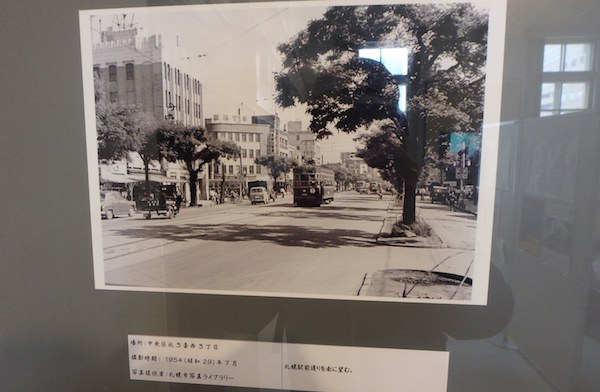 場所:中央区北3条西3丁目
撮影時期:1954(昭和29)年7月
写真提供者:札幌市写真ライブラリー
札幌駅前通りを南に望む。